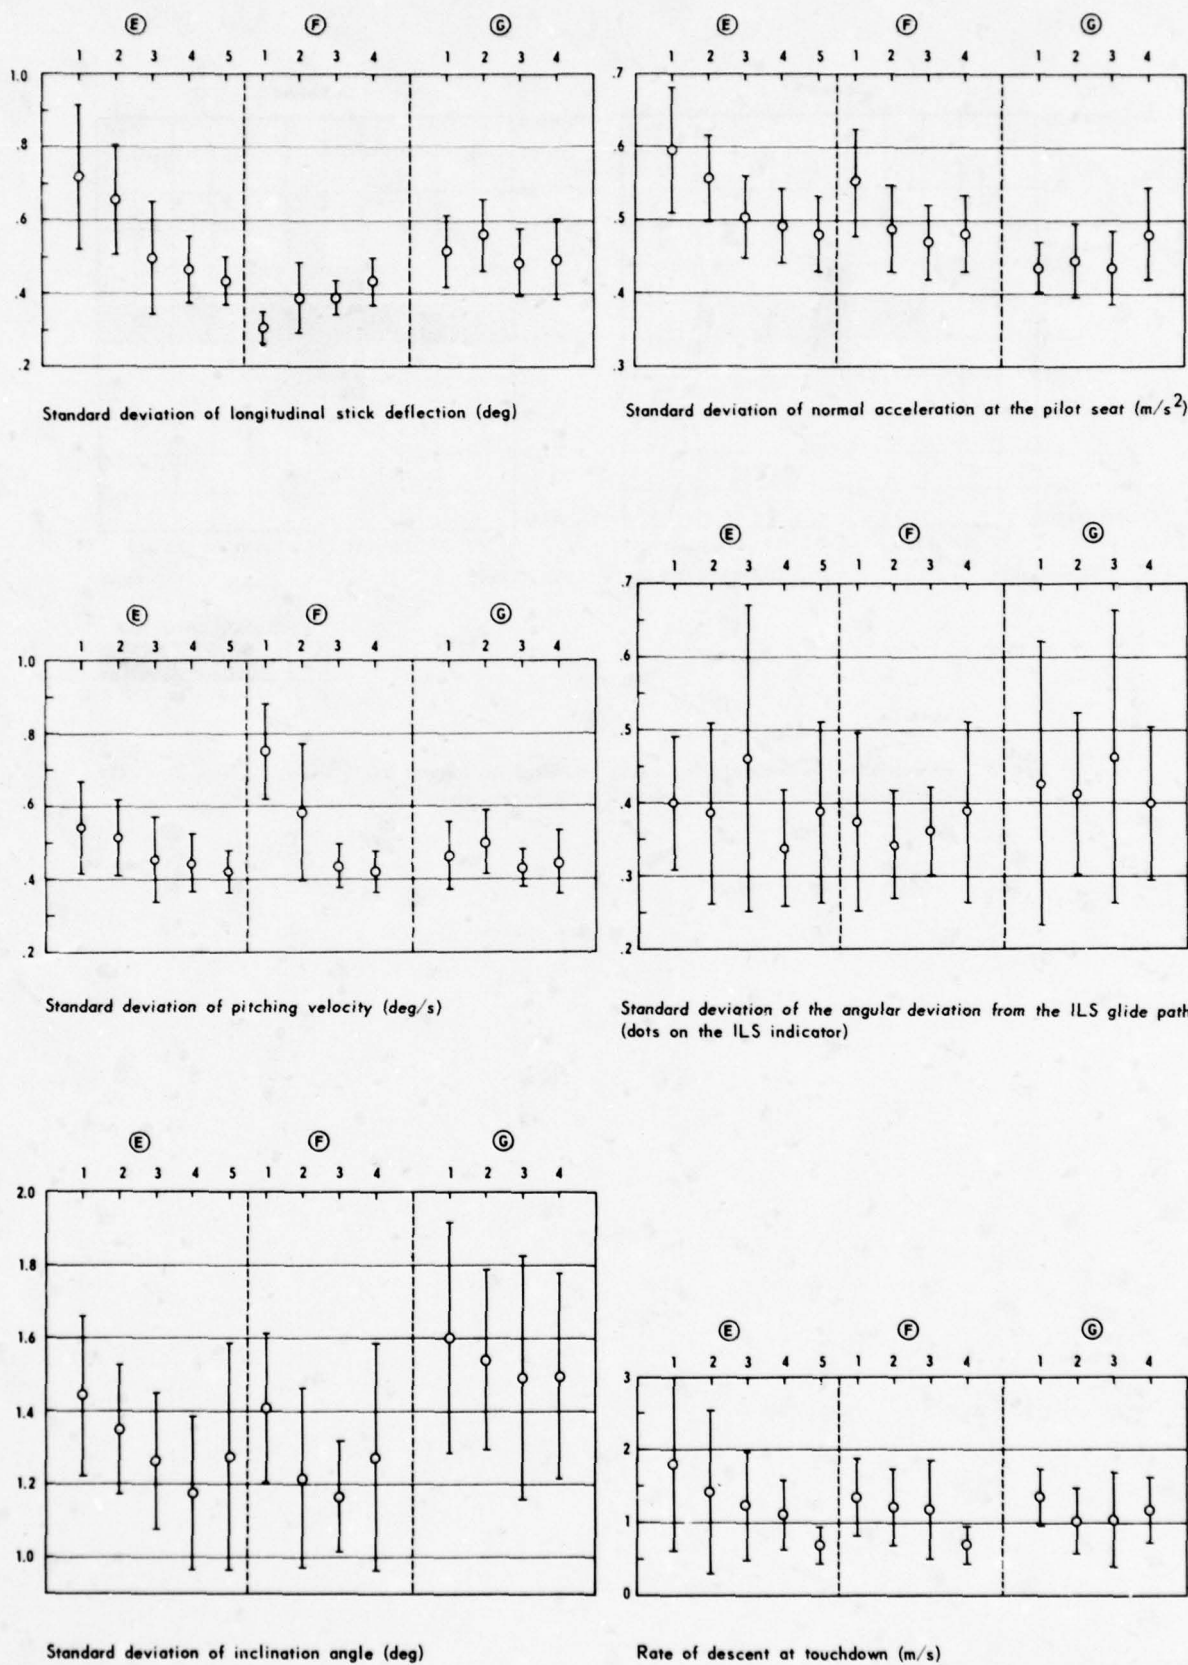 E F G
1 2 3 4 5 1 2 3 4 1 2 3 4
1.0
.8
.6
.4
.2
Standard deviation of longitudinal stick deflection (deg)
E F G
1 2 3 4 5 1 2 3 4 1 2 3 4
.7
.6
.5
.4
.3
Standard deviation of normal acceleration at the pilot seat (m/s²)
E F G
1 2 3 4 5 1 2 3 4 1 2 3 4
1.0
.8
.6
.4
.2
Standard deviation of pitching velocity (deg/s)
E F G
1 2 3 4 5 1 2 3 4 1 2 3 4
.7
.6
.5
.4
.3
.2
Standard deviation of the angular deviation from the ILS glide path
(dots on the ILS indicator)
E F G
1 2 3 4 5 1 2 3 4 1 2 3 4
2.0
1.8
1.6
1.4
1.2
1.0
Standard deviation of inclination angle (deg)
E F G
1 2 3 4 5 1 2 3 4 1 2 3 4
3
2
1
0
Rate of descent at touchdown (m/s)